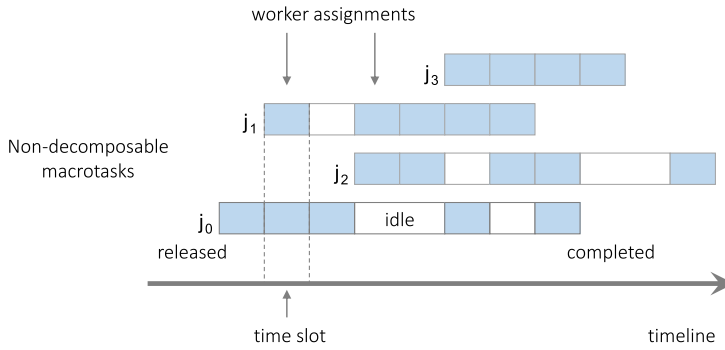 worker assignments
j3
j1
Non-decomposable
macrotasks
j2
j0
idle
released
completed
time slot
timeline